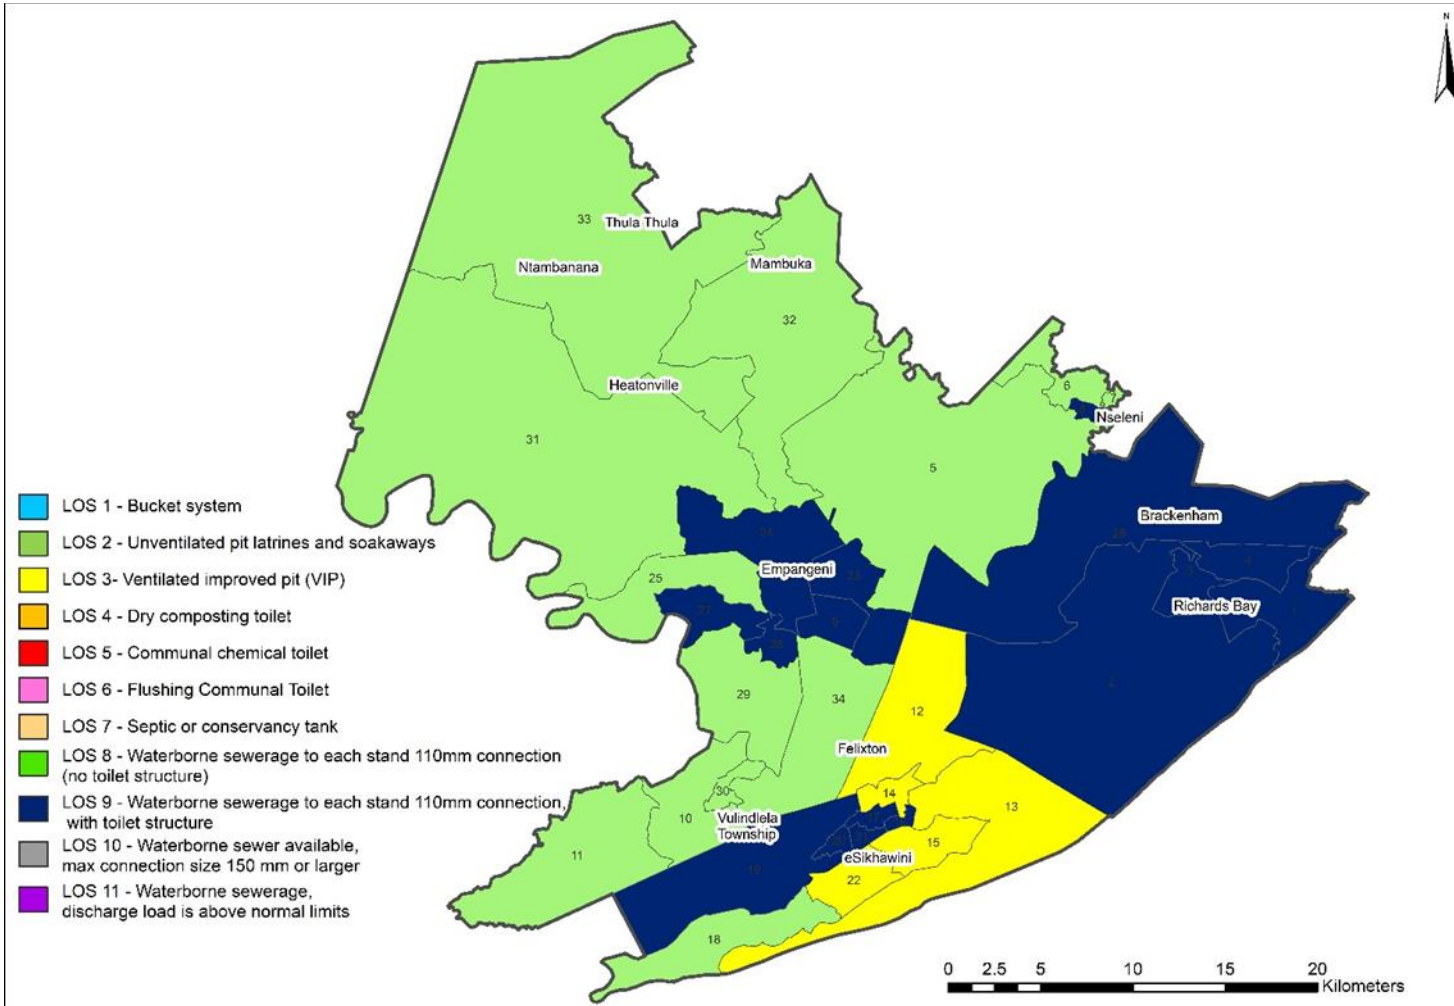 N
33
Thula Thula
Ntambanana
Mambuka
32
Heatonville
6
Nseleni
31
5
LOS 1 - Bucket system
LOS 2 - Unventilated pit latrines and soakaways
LOS 3- Ventilated improved pit (VIP)
LOS 4 - Dry composting toilet
LOS 5 - Communal chemical toilet
LOS 6 - Flushing Communal Toilet
LOS 7 - Septic or conservancy tank
LOS 8 - Waterborne sewerage to each stand 110mm connection
(no toilet structure)
LOS 9 - Waterborne sewerage to each stand 110mm connection,
with toilet structure
LOS 10 - Waterborne sewer available,
max connection size 150 mm or larger
LOS 11 - Waterborne sewerage,
discharge load is above normal limits
Brackenham
24
Empangeni
23
25
Richards Bay
27
9
28
29
34
12
Felixton
30
14
13
10
Vulindlela
Township
15
eSikhawini
11
19
22
18
0 2.5 5 10 15 20
Kilometers